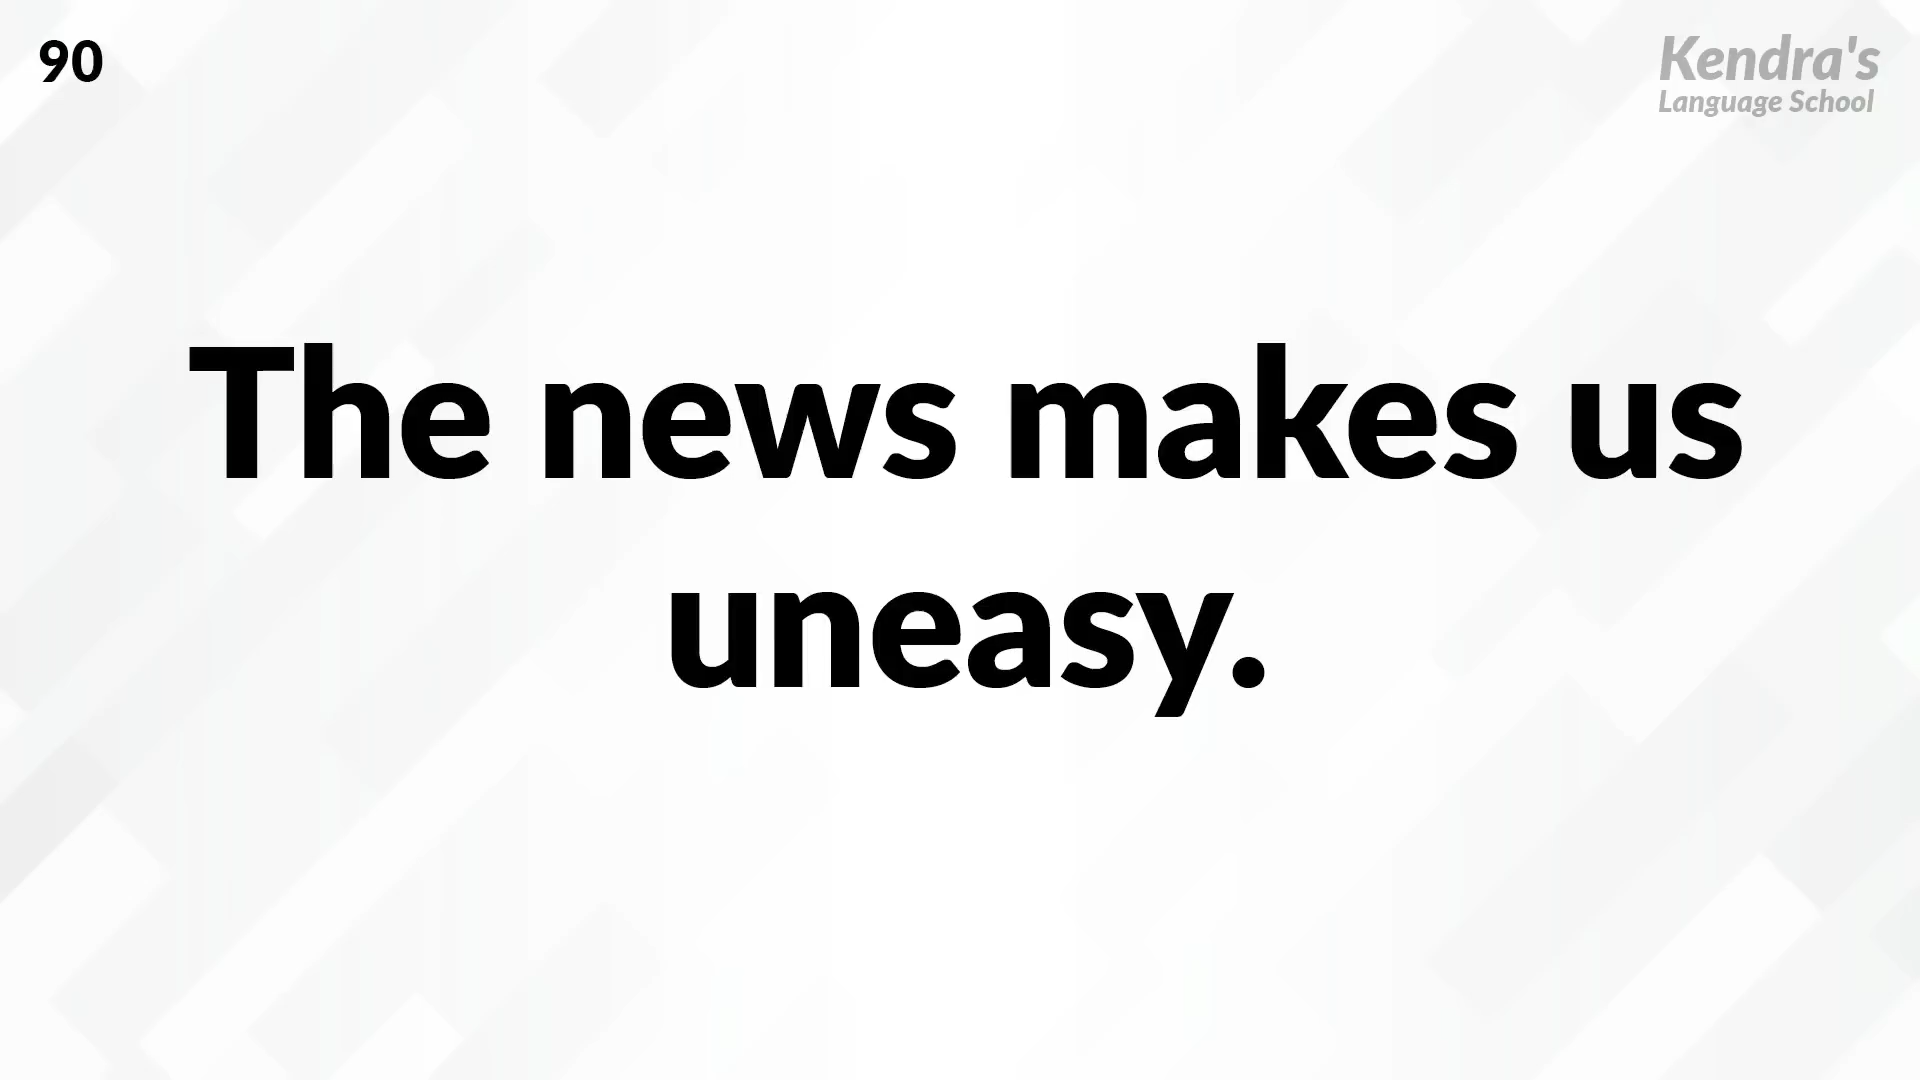 90
Kendra's
Language School
The news makes us
uneasy.